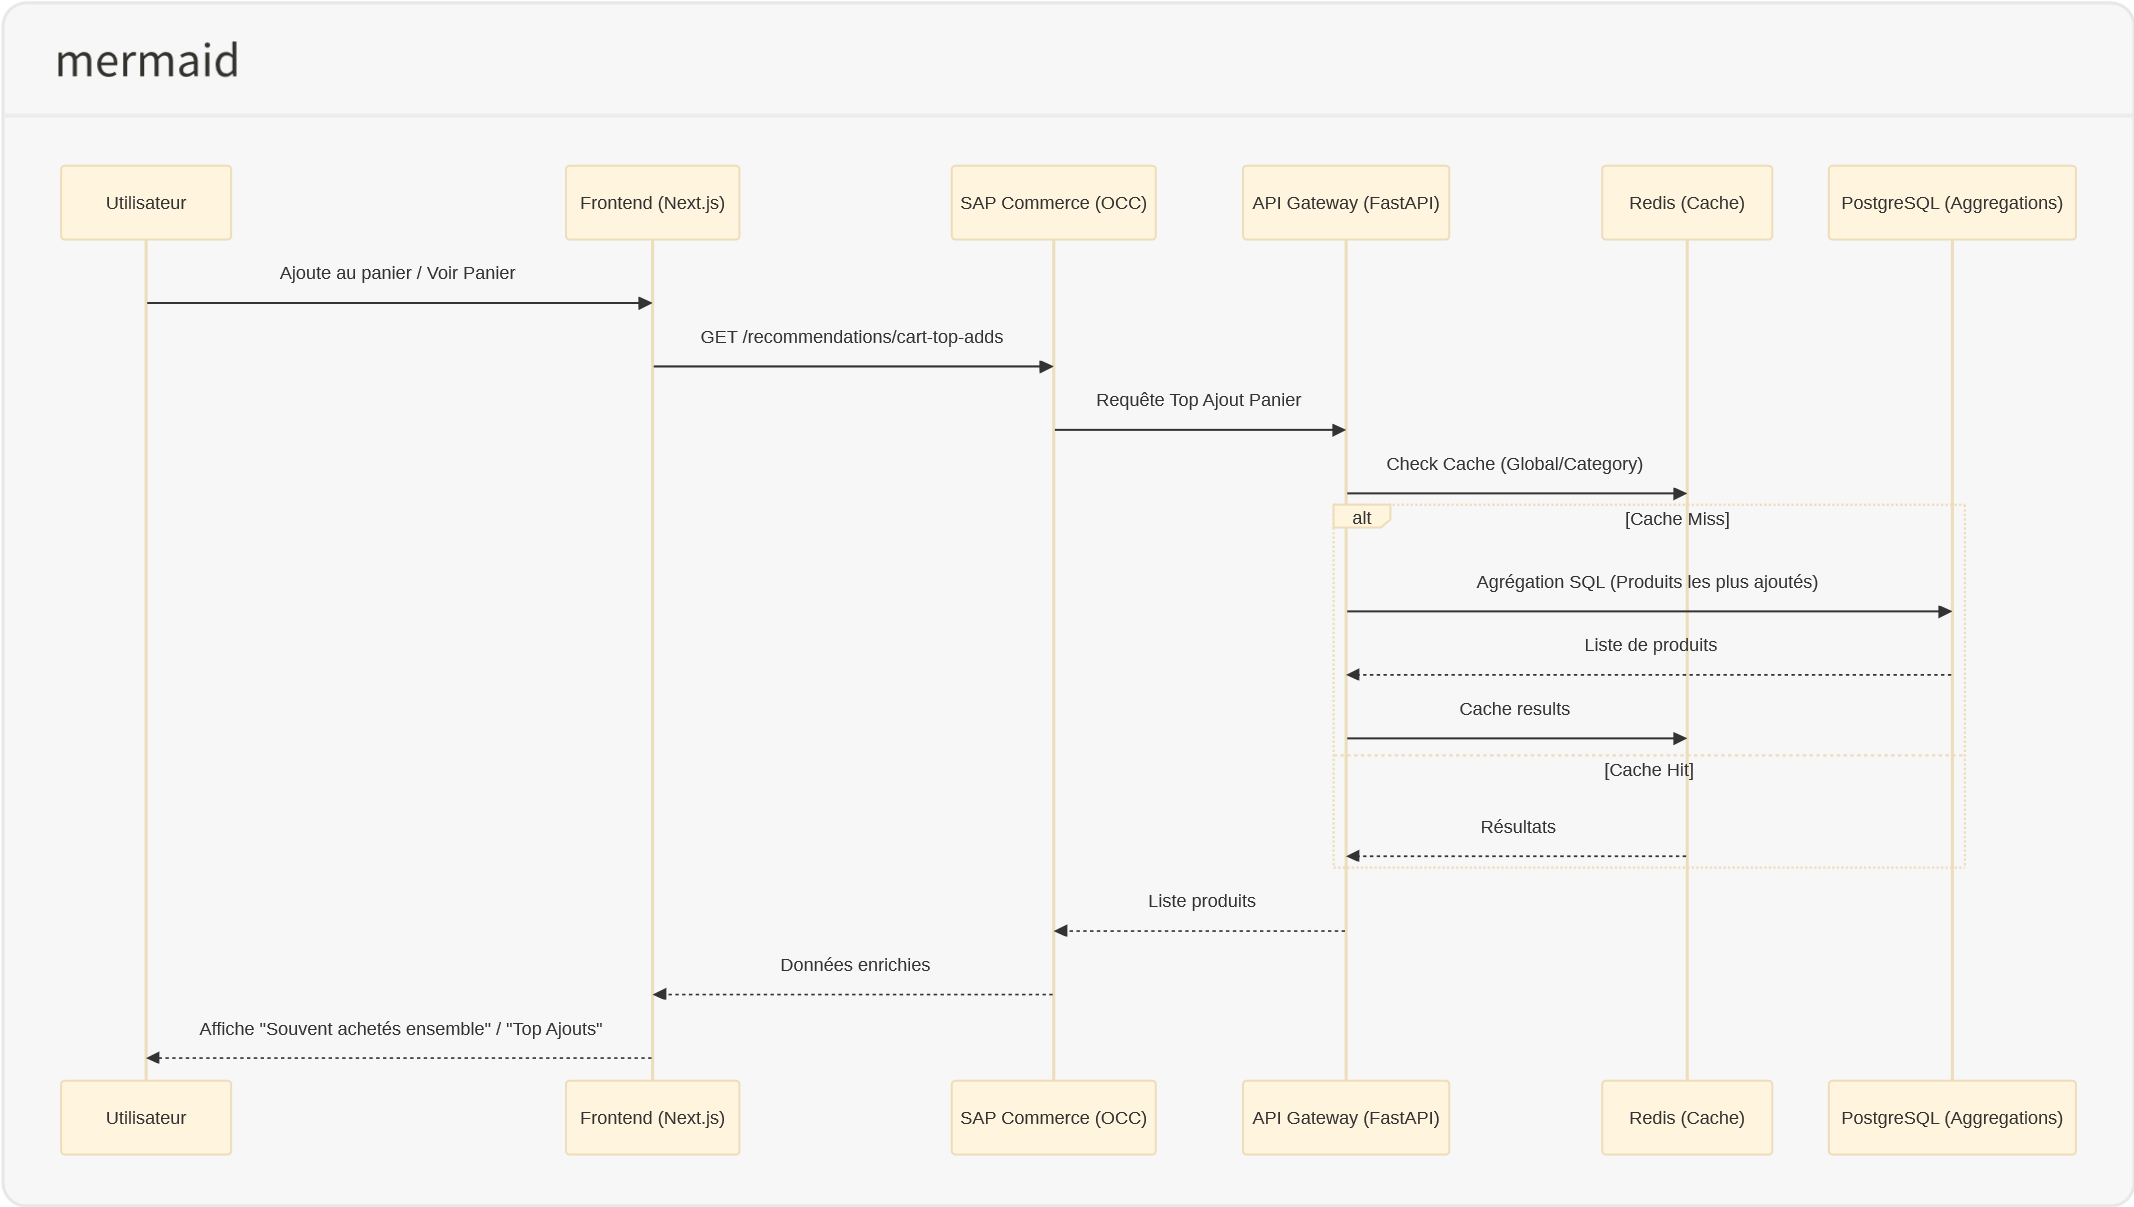 mermaid
Utilisateur
Frontend (Next.js)
SAP Commerce (OCC)
API Gateway (FastAPI)
Redis (Cache)
PostgreSQL (Aggregations)
Ajoute au panier / Voir Panier
GET /recommendations/cart-top-adds
Requête Top Ajout Panier
Check Cache (Global/Category)
alt
[Cache Miss]
Agrégation SQL (Produits les plus ajoutés)
Liste de produits
Cache results
[Cache Hit]
Résultats
Liste produits
Données enrichies
Affiche "Souvent achetés ensemble" / "Top Ajouts"
Utilisateur
Frontend (Next.js)
SAP Commerce (OCC)
API Gateway (FastAPI)
Redis (Cache)
PostgreSQL (Aggregations)